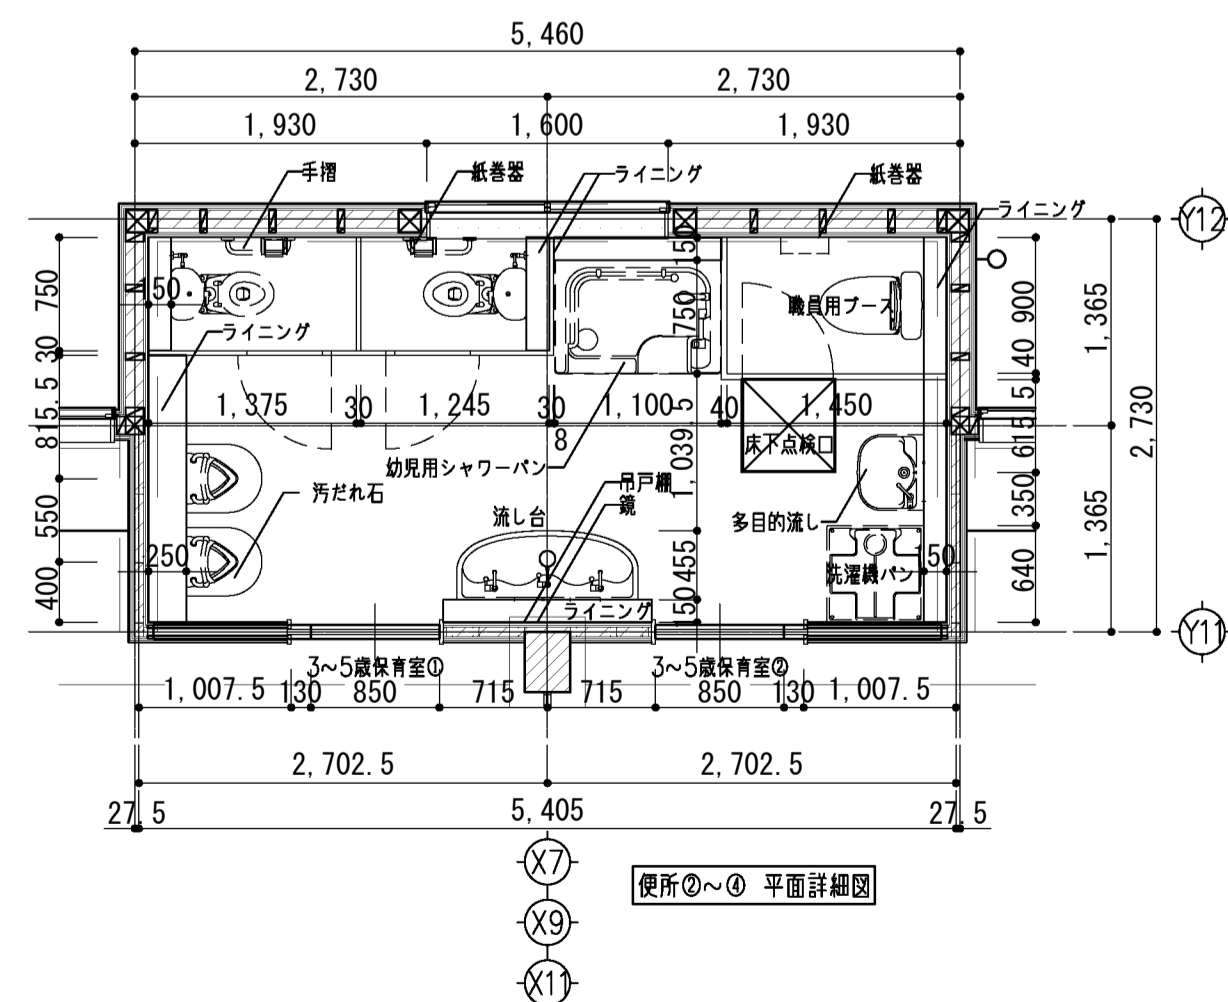 5,460
2,730
2,730
1,930
1,600
1,930
手摺
紙巻器
ライニング
紙巻器
ライニング
Y12
150
150
750
750
900
1,365
職員用ブース
ライニング
30
40
2,730
1,375
30
1,245
30
1,100
40
1,450
8
815.5
1,039.5
615.5
床下点検口
幼児用シャワーパン
汚だれ石
吊戸棚
鏡
流し台
多目的流し
550
350
1,365
250
455
洗濯機パン
150
400
640
150
ライニング
Y11
3~5歳保育室①
3~5歳保育室②
1,007.5
130
850
715
715
850
130
1,007.5
2,702.5
2,702.5
27.5
5,405
27.5
X7
便所②~④ 平面詳細図
X9
X11